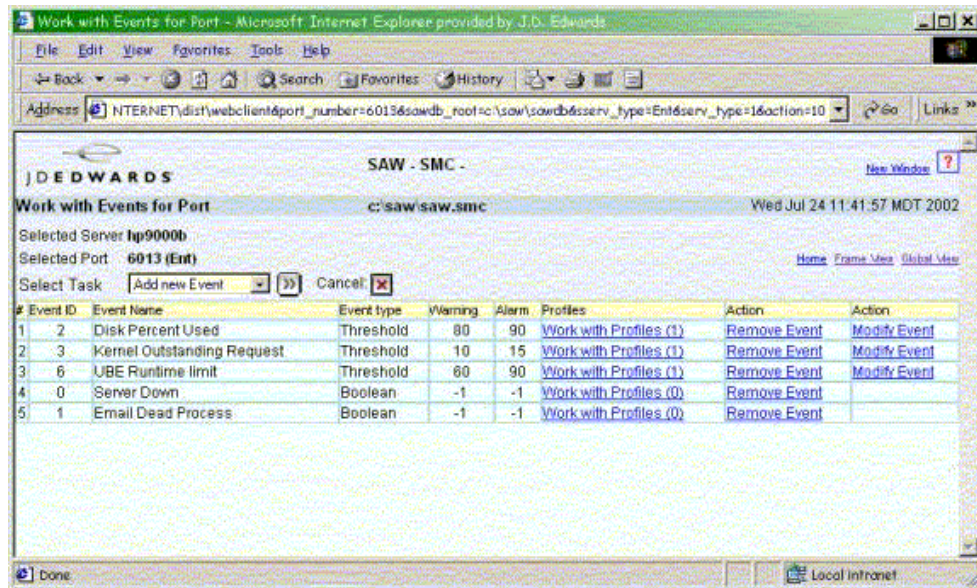 Work with Events for Port - Microsoft Internet Explorer provided by J.D. Edwards
File Edit View Favorites Tools Help
Back Search Favorites History
Address NTERNET\dist\webclient&port_number=6013&sawdb_root=c:\saw\sawdb&sserv_type=Ent&serv_type=1&action=10 Go Links »
JDEDWARDS SAW - SMC - New Window ?
Work with Events for Port c:\saw\saw.smc Wed Jul 24 11:41:57 MDT 2002
Selected Server hp9000b
Selected Port 6013 (Ent) Home Frame View Global View
Select Task Add new Event >> Cancel: X
# Event ID Event Name Event type Warning Alarm Profiles Action Action
1 2 Disk Percent Used Threshold 80 90 Work with Profiles (1) Remove Event Modify Event
2 3 Kernel Outstanding Request Threshold 10 15 Work with Profiles (1) Remove Event Modify Event
3 6 UBE Runtime limit Threshold 60 90 Work with Profiles (1) Remove Event Modify Event
4 0 Server Down Boolean -1 -1 Work with Profiles (0) Remove Event
5 1 Email Dead Process Boolean -1 -1 Work with Profiles (0) Remove Event
Done Local intranet